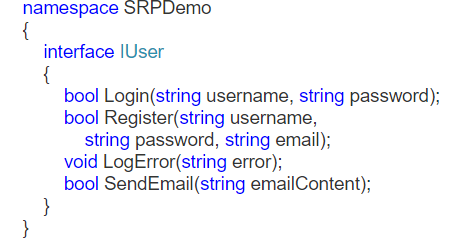 namespace SRPDemo
{
interface IUser
{
bool Login(string username, string password);
bool Register(string username,
string password, string email);
void LogError(string error);
bool SendEmail(string emailContent);
}
}